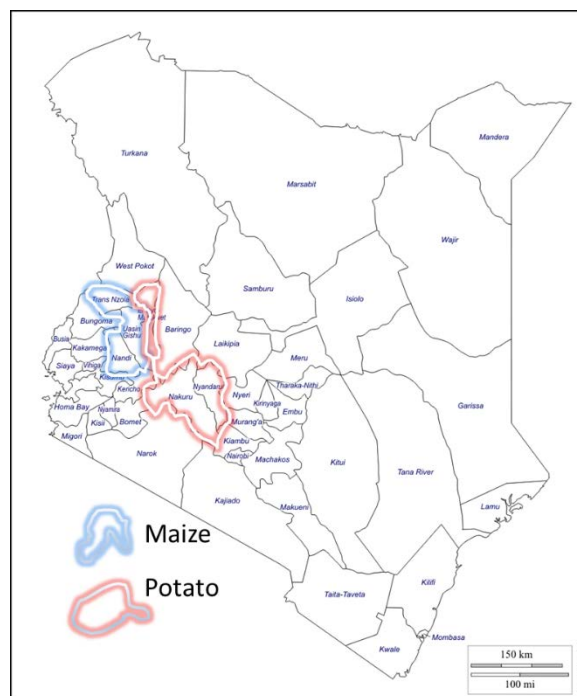 Mandera
Turkana
Marsabit
Wajir
West Pokot
Samburu
Isiolo
Trans Nzoia
Bungoma
Uasin
Gishu
Baringo
Laikipia
Busia
Kakamega
Nandi
Meru
Siaya
Vihiga
Kericho
Nakuru
Nyandarua
Nyeri
Tharaka-Nithi
Kirinyaga
Embu
Garissa
Homa Bay
Nyamira
Kisii
Bomet
Murang'a
Migori
Narok
Kiambu
Nairobi
Machakos
Kitui
Tana River
Kajiado
Makueni
Lamu
Maize
Potato
Taita-Taveta
Kilifi
Kwale
Mombasa
150 km
100 mi